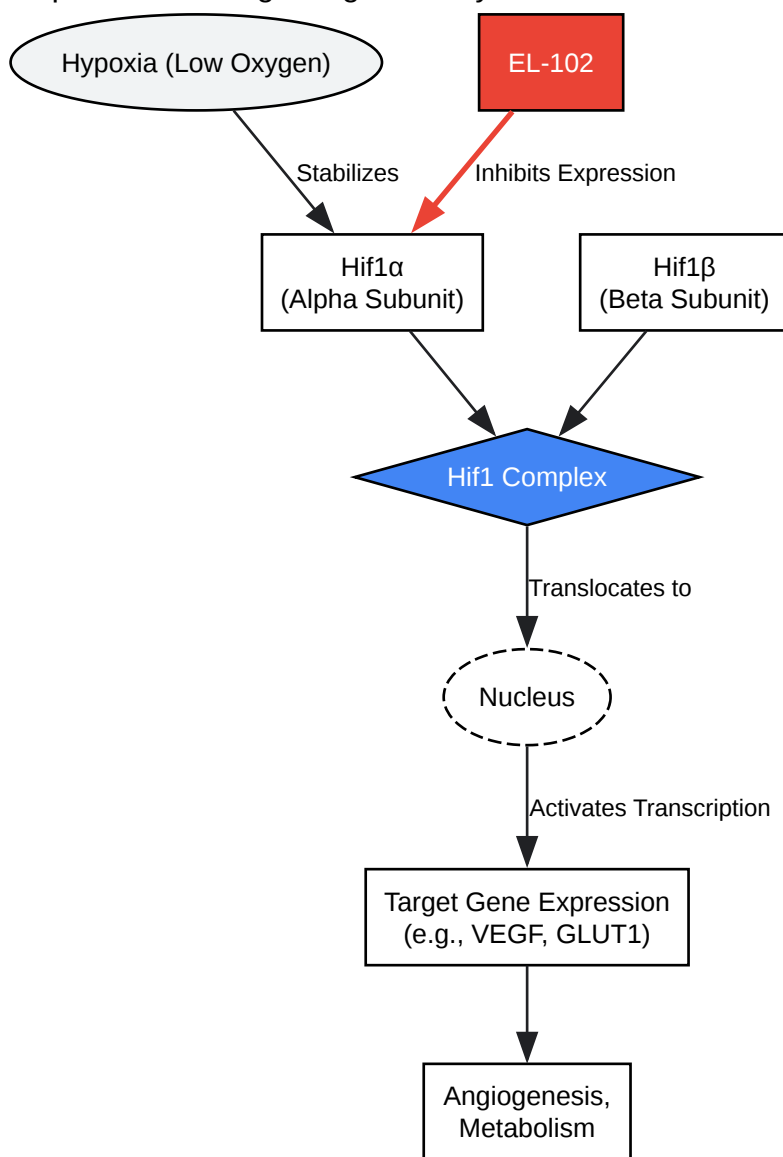 Hypoxia (Low Oxygen)
EL-102
Stabilizes
Inhibits Expression
Hif1α
(Alpha Subunit)
Hif1β
(Beta Subunit)
Hif1 Complex
Translocates to
Nucleus
Activates Transcription
Target Gene Expression
(e.g., VEGF, GLUT1)
Angiogenesis,
Metabolism